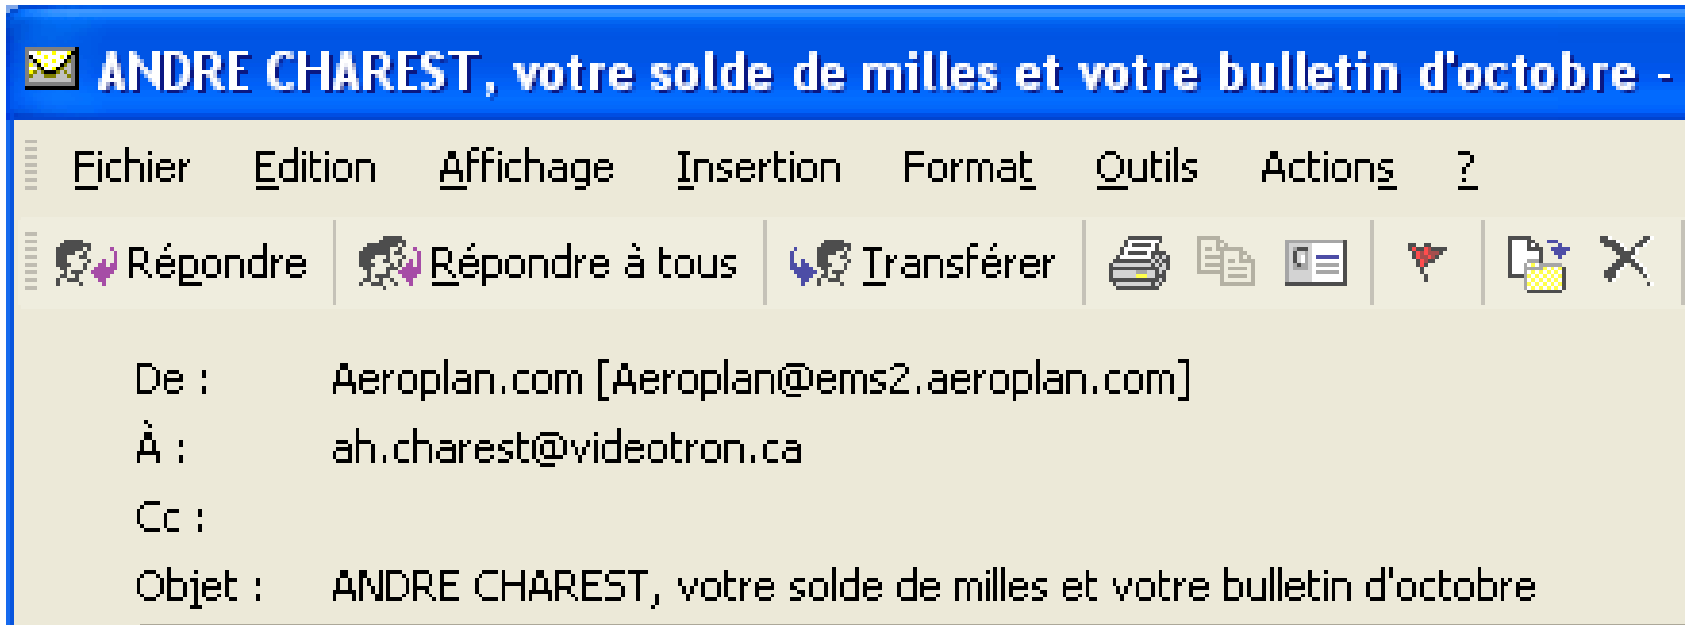 ANDRE CHAREST, votre solde de milles et votre bulletin d'octobre -
Fichier Edition Affichage Insertion Format Outils Actions ?
Répondre Répondre à tous Transférer
De : Aeroplan.com [Aeroplan@ems2.aeroplan.com]
À : ah.charest@videotron.ca
Cc :
Objet : ANDRE CHAREST, votre solde de milles et votre bulletin d'octobre